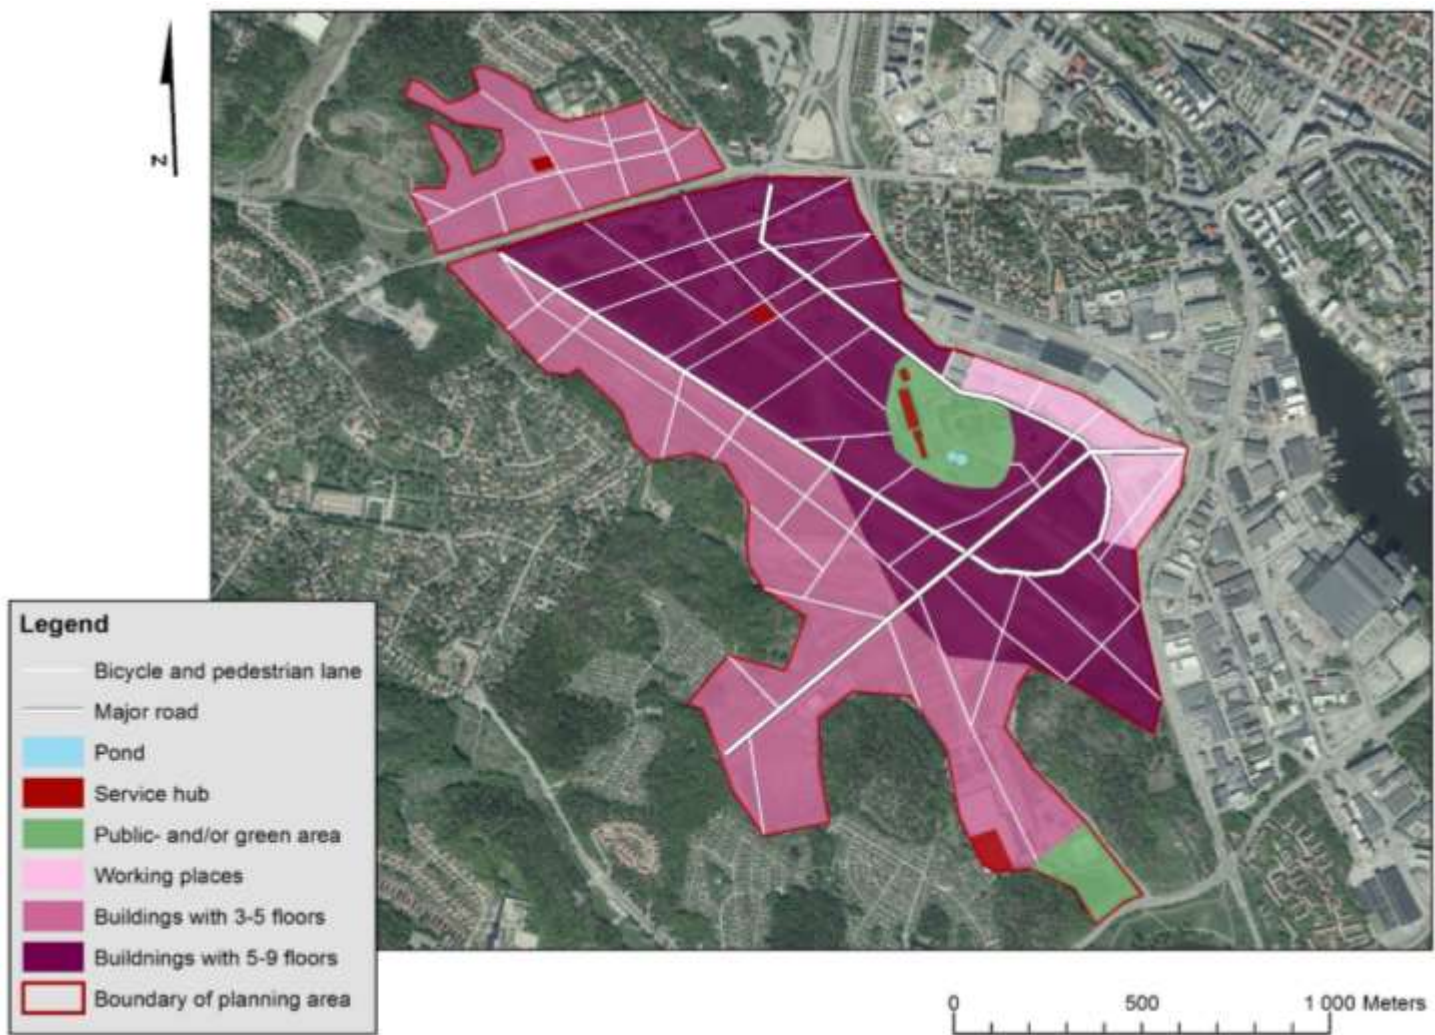 N
Legend
Bicycle and pedestrian lane
Major road
Pond
Service hub
Public- and/or green area
Working places
Buildings with 3-5 floors
Buildnings with 5-9 floors
Boundary of planning area
0 500 1 000 Meters